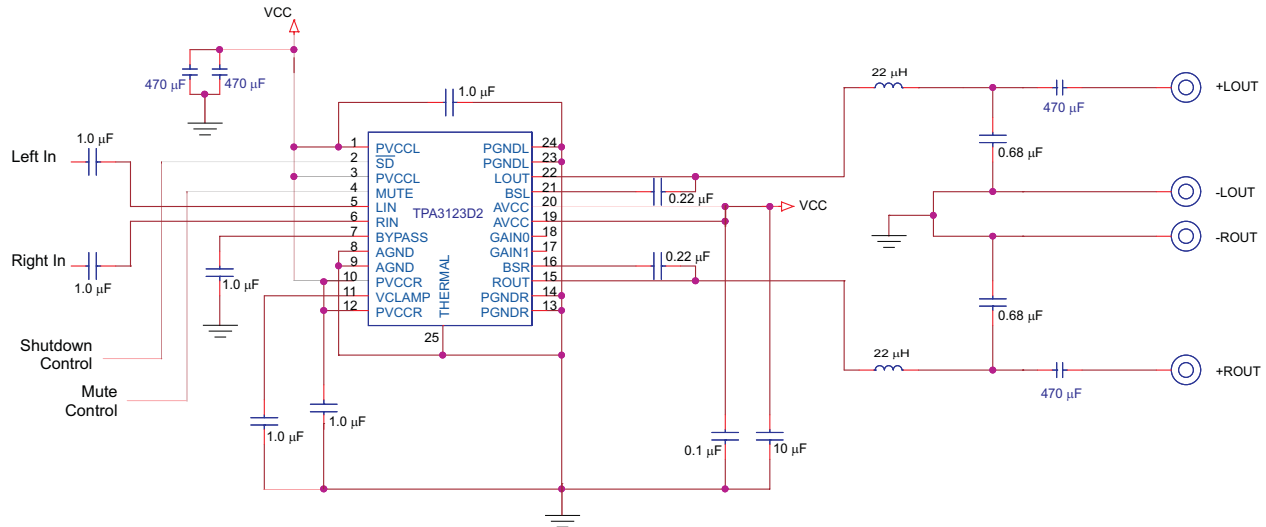 VCC
470 µF
470 µF
1.0 µF
1.0 µF
Left In
Right In
1.0 µF
1.0 µF
Shutdown
Control
Mute
Control
1.0 µF
1.0 µF
1 PVCCL
2 SD
3 PVCCL
4 MUTE
5 LIN
6 RIN
7 BYPASS
8 AGND
9 AGND
10 PVCCR
11 VCLAMP
12 PVCCR
TPA3123D2
THERMAL
25
PGNDL 24
PGNDL 23
LOUT 22
BSL 21
AVCC 20
AVCC 19
GAIN0 18
GAIN1 17
BSR 16
ROUT 15
PGNDR 14
PGNDR 13
0.22 µF
VCC
0.22 µF
0.1 µF
10 µF
22 µH
470 µF
+LOUT
0.68 µF
-LOUT
-ROUT
0.68 µF
22 µH
470 µF
+ROUT